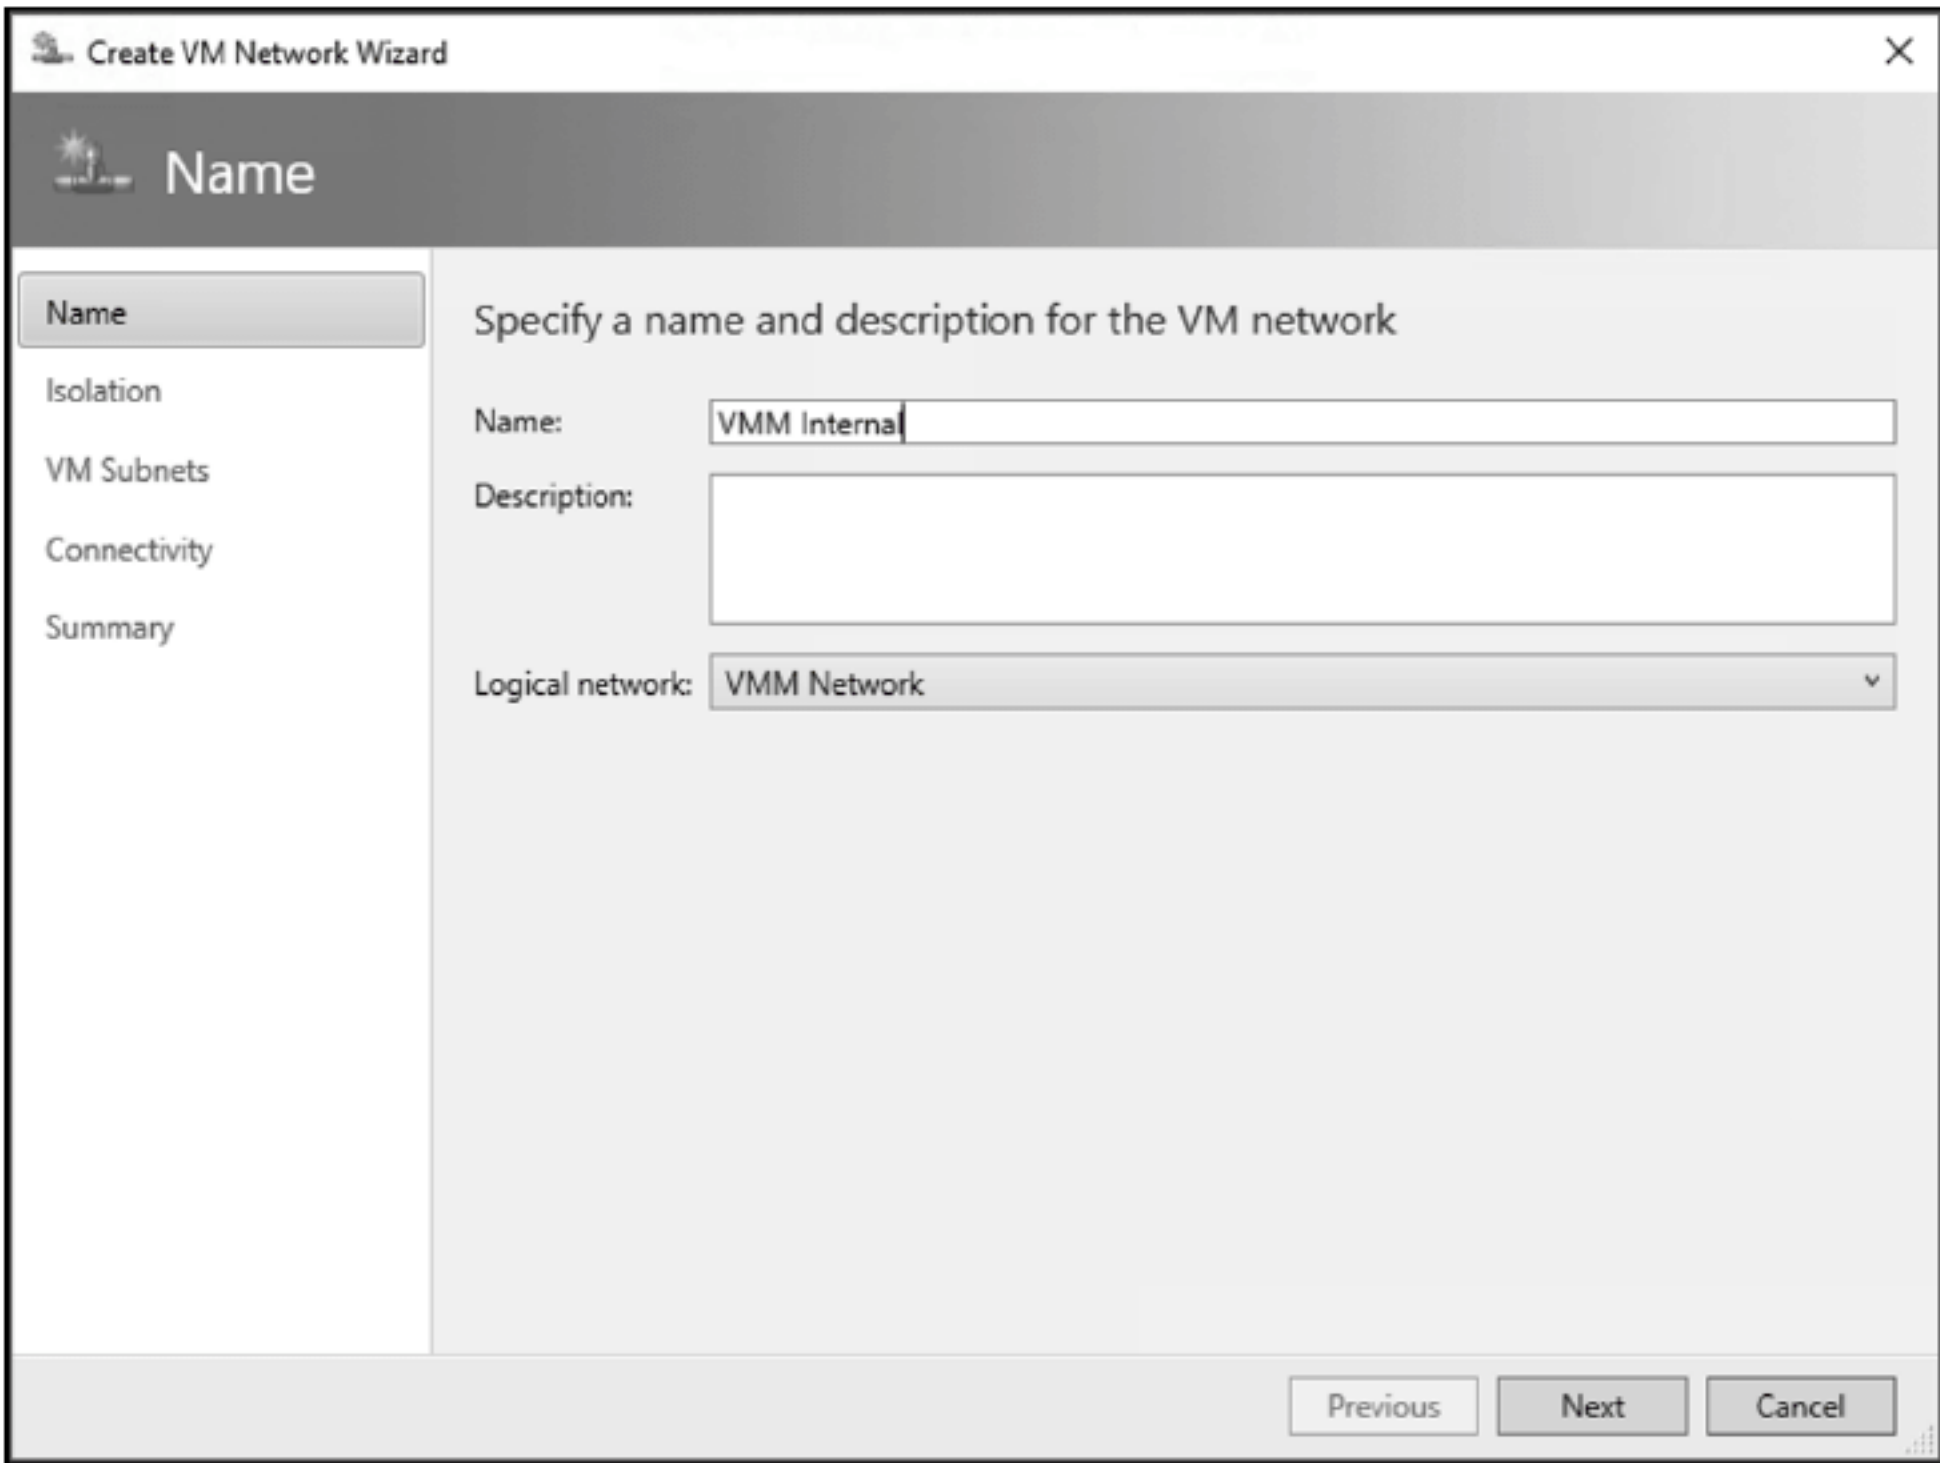 Create VM Network Wizard
Name
Name
Isolation
VM Subnets
Connectivity
Summary
Specify a name and description for the VM network
Name: VMM Internal
Description:
Logical network: VMM Network
Previous Next Cancel